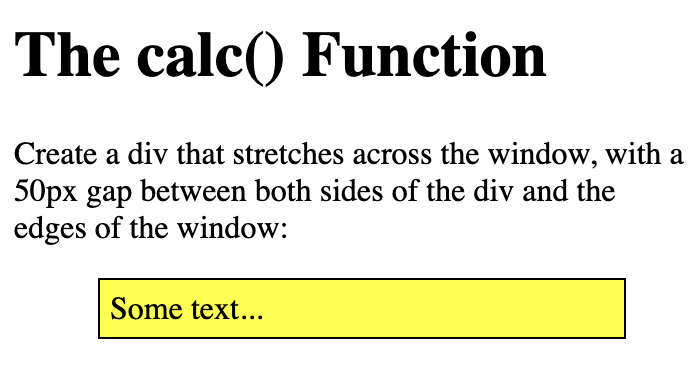 The calc() Function
Create a div that stretches across the window, with a
50px gap between both sides of the div and the
edges of the window:
Some text...